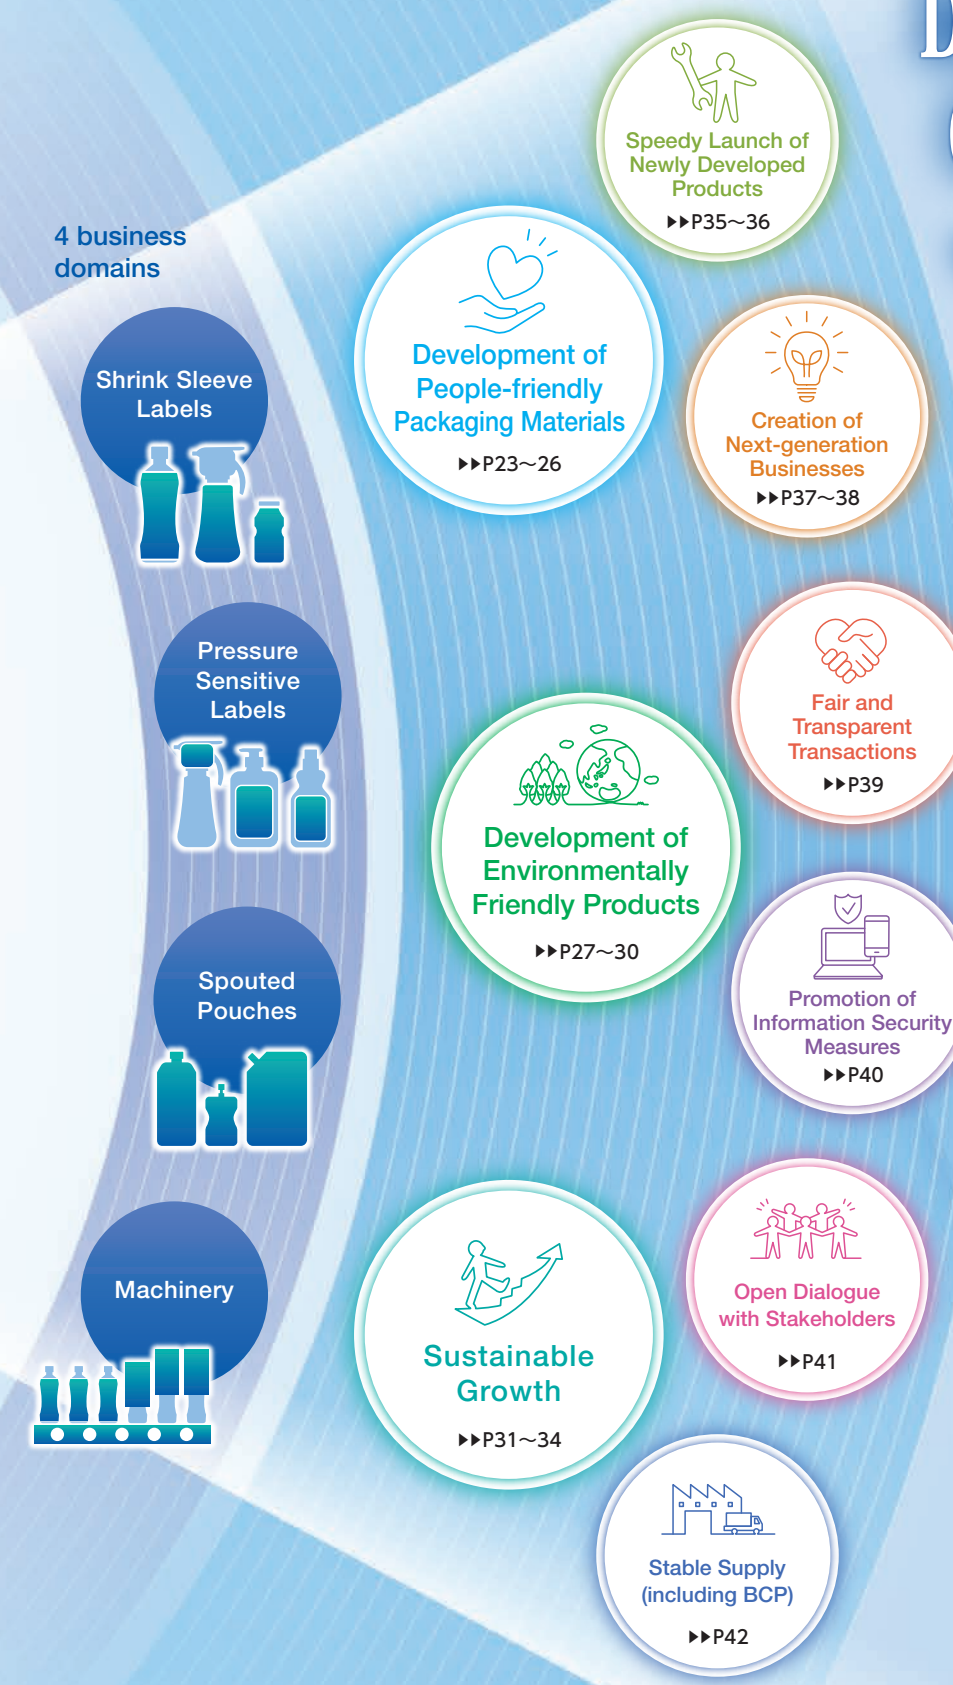 4 business
domains
Shrink Sleeve
Labels
Pressure
Sensitive
Labels
Spouted
Pouches
Machinery
Development of
People-friendly
Packaging Materials
▶▶P23～26
Development of
Environmentally
Friendly Products
▶▶P27～30
Sustainable
Growth
▶▶P31～34
Speedy Launch of
Newly Developed
Products
▶▶P35～36
Creation of
Next-generation
Businesses
▶▶P37～38
Fair and
Transparent
Transactions
▶▶P39
Promotion of
Information Security
Measures
▶▶P40
Open Dialogue
with Stakeholders
▶▶P41
Stable Supply
(including BCP)
▶▶P42